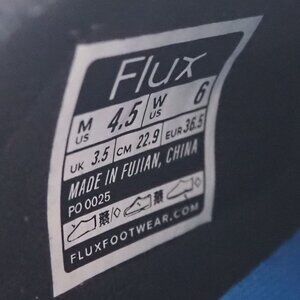 Flux
M US 4.5 W US 6
UK 3.5 CM 22.9 EUR 36.5
MADE IN FUJIAN, CHINA
PO 0025
FLUXFOOTWEAR.COM